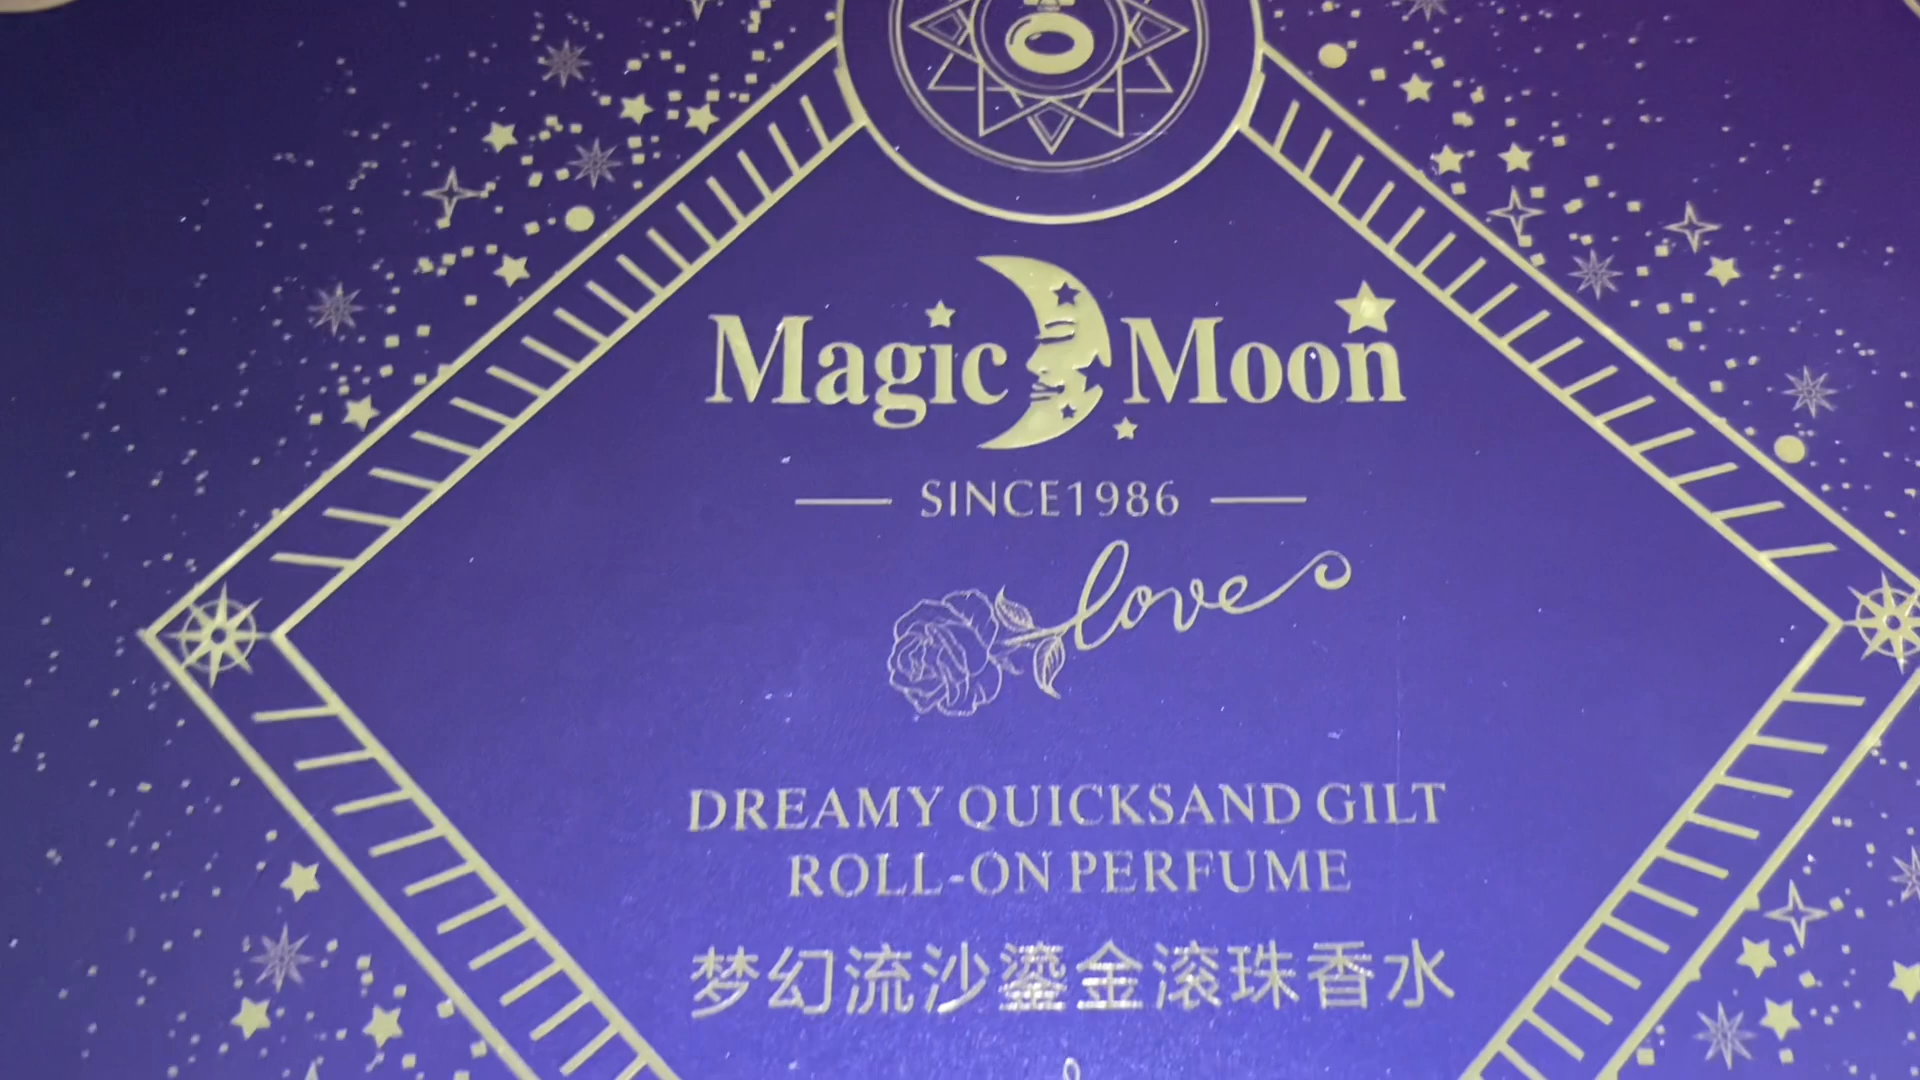 Magic Moon
SINCE1986
love
DREAMY QUICKSAND GILT
ROLL-ON PERFUME
梦幻流沙鎏金滚珠香水